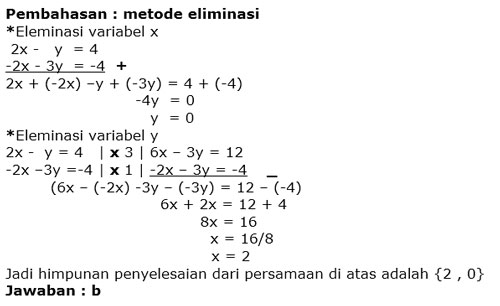 Pembahasan : metode eliminasi
*Eleminasi variabel x
2x - y = 4
-2x - 3y = -4 +
2x + (-2x) –y + (-3y) = 4 + (-4)
-4y = 0
y = 0
*Eleminasi variabel y
2x - y = 4 | x 3 | 6x – 3y = 12
-2x –3y =-4 | x 1 | -2x – 3y = -4 _
(6x – (-2x) -3y – (-3y) = 12 – (-4)
6x + 2x = 12 + 4
8x = 16
x = 16/8
x = 2
Jadi himpunan penyelesaian dari persamaan di atas adalah {2 , 0}
Jawaban : b